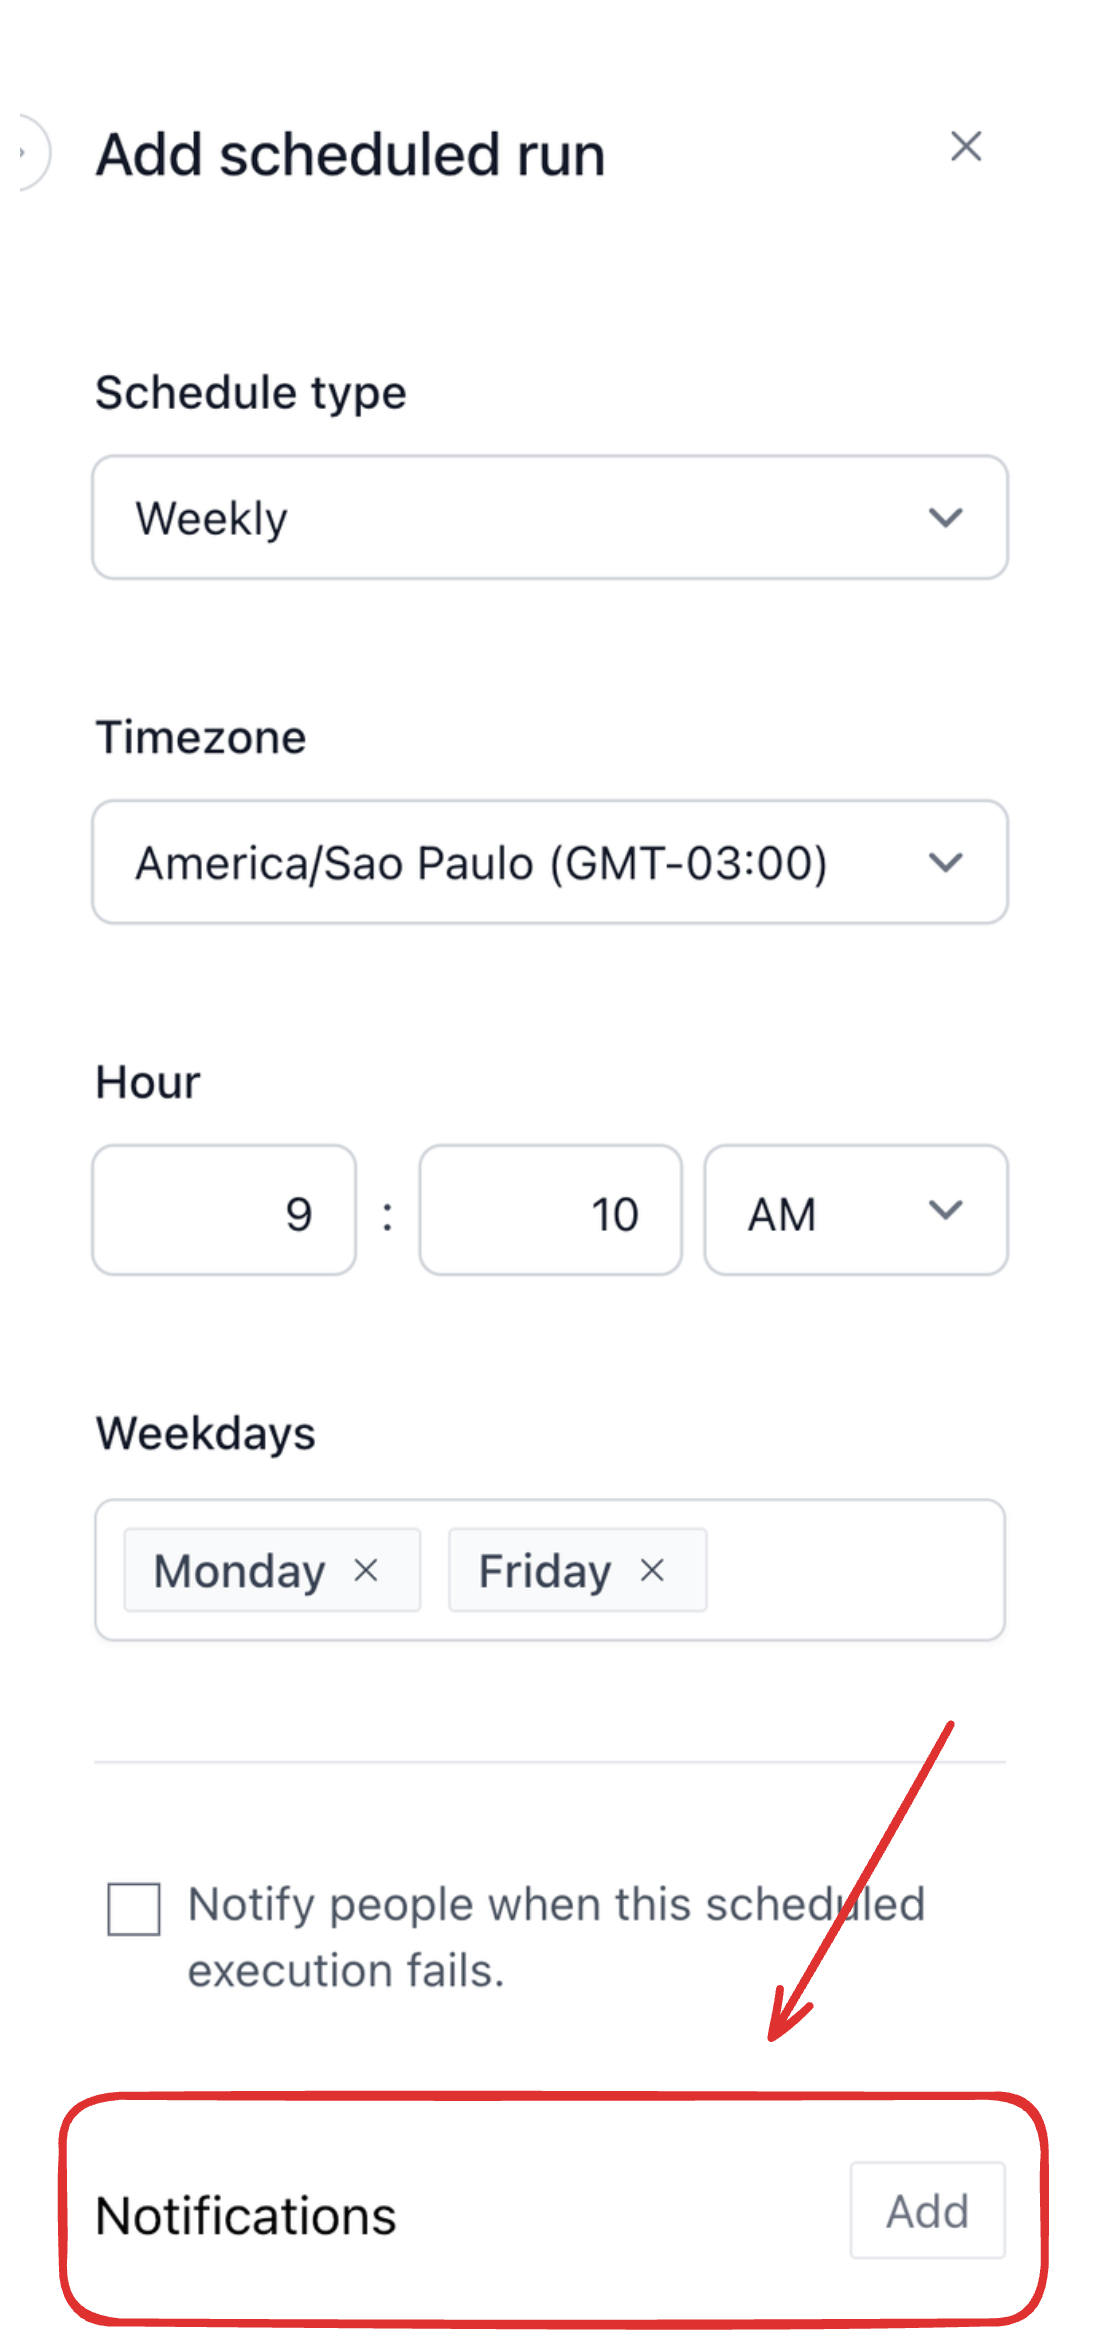 Add scheduled run
Schedule type
Weekly
Timezone
America/Sao Paulo (GMT-03:00)
Hour
9 : 10 AM
Weekdays
Monday Friday
Notify people when this scheduled
execution fails.
Notifications Add